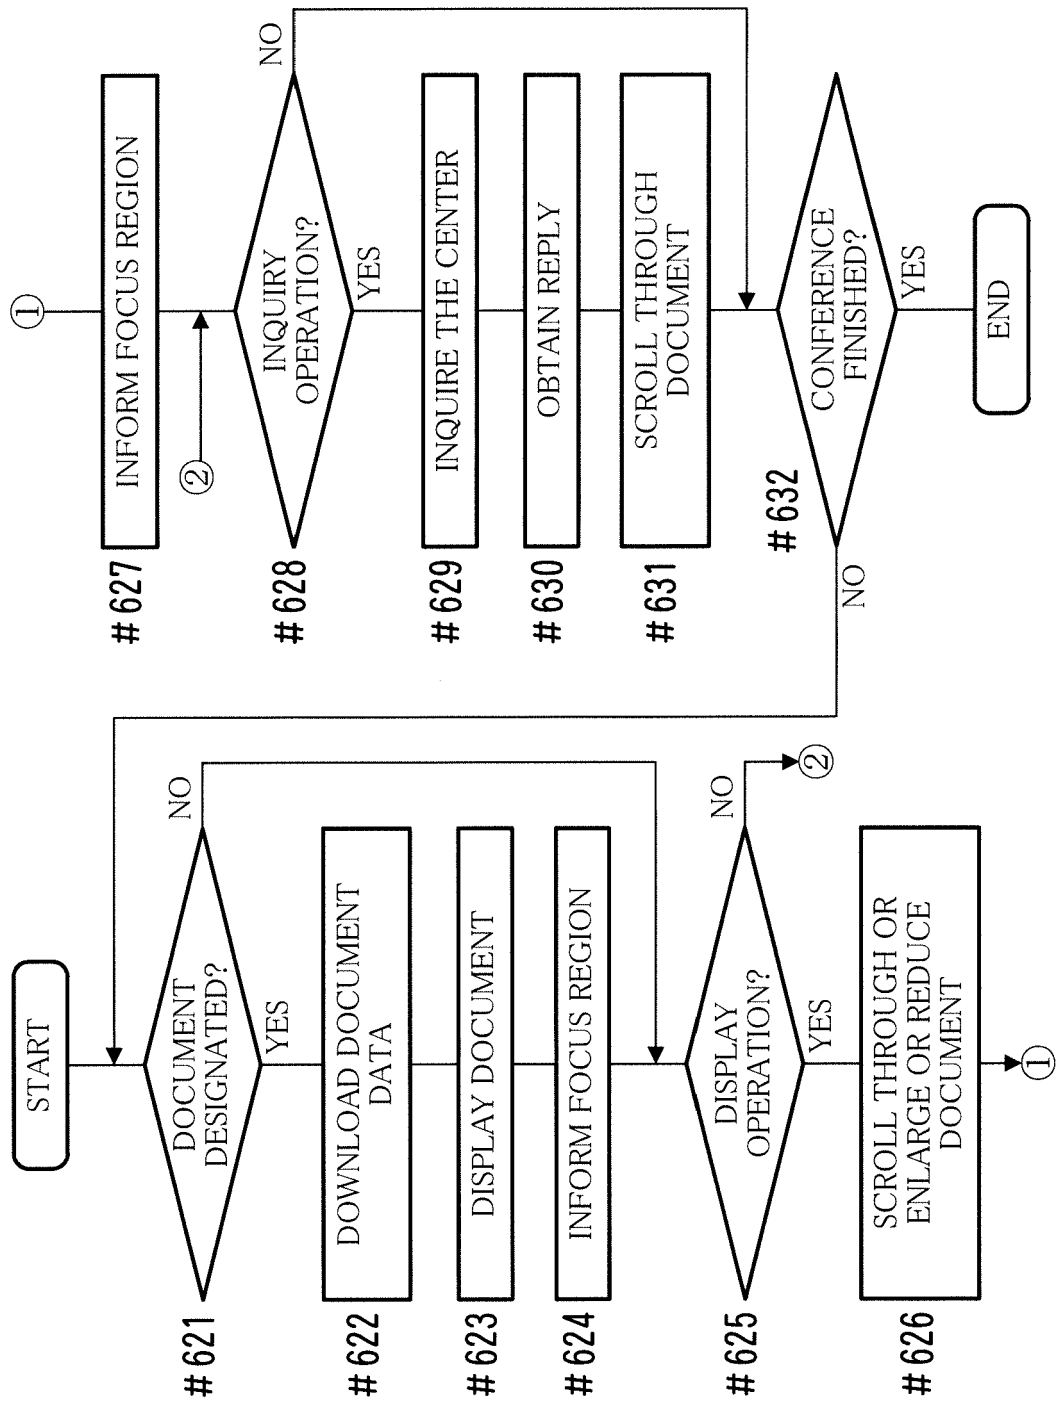 START
DOCUMENT
DESIGNATED?
NO
YES
#621
DOWNLOAD DOCUMENT
DATA
#622
DISPLAY DOCUMENT
#623
INFORM FOCUS REGION
#624
DISPLAY
OPERATION?
NO
②
YES
#625
SCROLL THROUGH OR
ENLARGE OR REDUCE
DOCUMENT
#626
①
①
INFORM FOCUS REGION
#627
②
INQUIRY
OPERATION?
NO
YES
#628
INQUIRE THE CENTER
#629
OBTAIN REPLY
#630
SCROLL THROUGH
DOCUMENT
#631
#632
CONFERENCE
FINISHED?
NO
YES
END